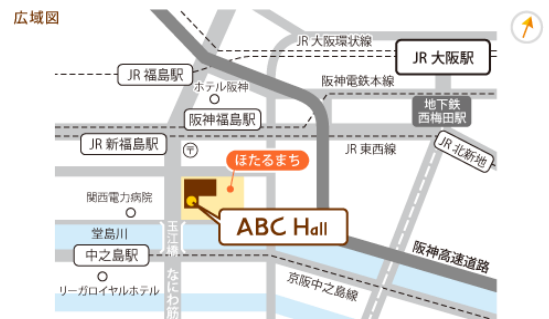 広域図
JR 大阪環状線
JR 大阪駅
JR 福島駅
阪神電鉄本線
ホテル阪神
地下鉄
西梅田駅
阪神福島駅
JR 新福島駅
〒
JR 東西線
JR 北新地
ほたるまち
関西電力病院
ABC Hall
堂島川
玉江橋
中之島駅
なにわ筋
阪神高速道路
京阪中之島線
リーガロイヤルホテル